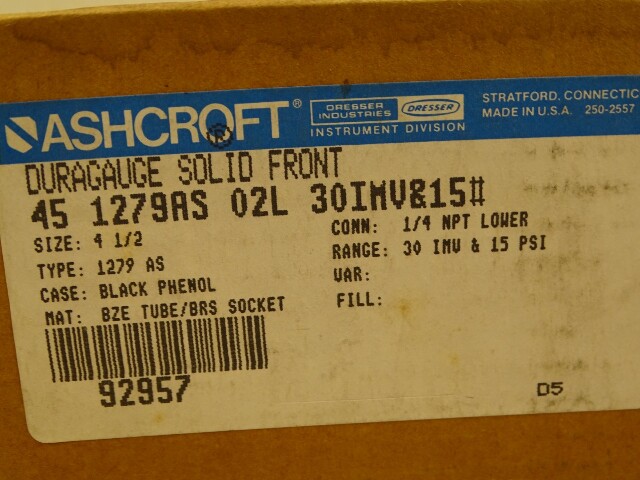 ASHCROFT®
DRESSER INDUSTRIES DRESSER
INSTRUMENT DIVISION
STRATFORD, CONNECTIC
MADE IN U.S.A. 250-2557
DURAGAUGE SOLID FRONT
45 1279AS 02L 30IMV&15#
SIZE: 4 1/2
CONN: 1/4 NPT LOWER
TYPE: 1279 AS
RANGE: 30 IMV & 15 PSI
CASE: BLACK PHENOL
VAR:
MAT: BZE TUBE/BRS SOCKET
FILL:
92957
D5